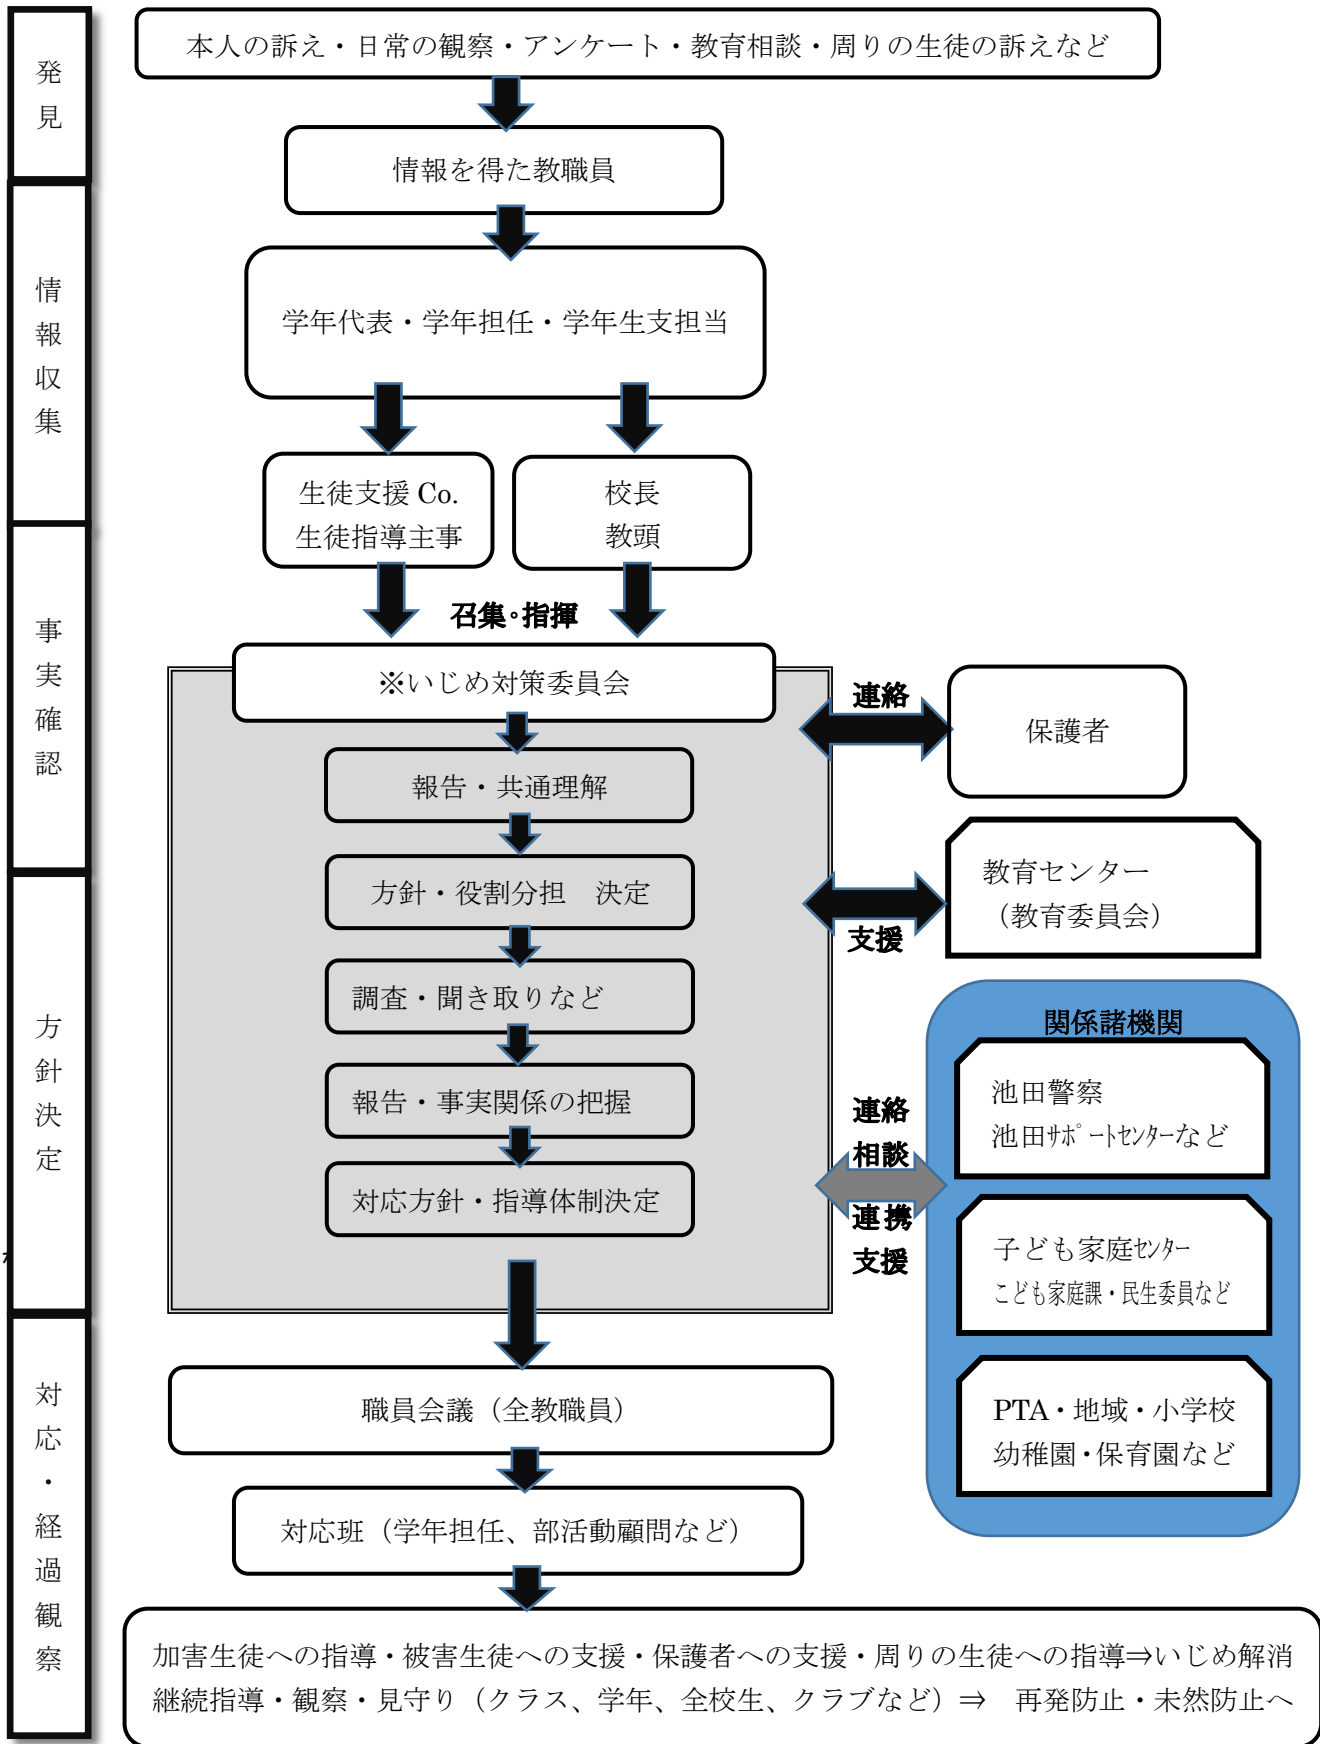 発見
情報収集
事実確認
方針決定
対応・経過観察
本人の訴え・日常の観察・アンケート・教育相談・周りの生徒の訴えなど
情報を得た教職員
学年代表・学年担任・学年生支担当
生徒支援 Co.
生徒指導主事
校長
教頭
召集・指揮
※いじめ対策委員会
報告・共通理解
方針・役割分担　決定
調査・聞き取りなど
報告・事実関係の把握
対応方針・指導体制決定
連絡
保護者
教育センター
（教育委員会）
支援
関係諸機関
池田警察
池田ｻﾎﾟｰﾄｾﾝﾀｰなど
連絡
相談
連携
支援
子ども家庭ｾﾝﾀｰ
こども家庭課・民生委員など
PTA・地域・小学校
幼稚園・保育園など
職員会議（全教職員）
対応班（学年担任、部活動顧問など）
加害生徒への指導・被害生徒への支援・保護者への支援・周りの生徒への指導⇒いじめ解消
継続指導・観察・見守り（クラス、学年、全校生、クラブなど）⇒　再発防止・未然防止へ